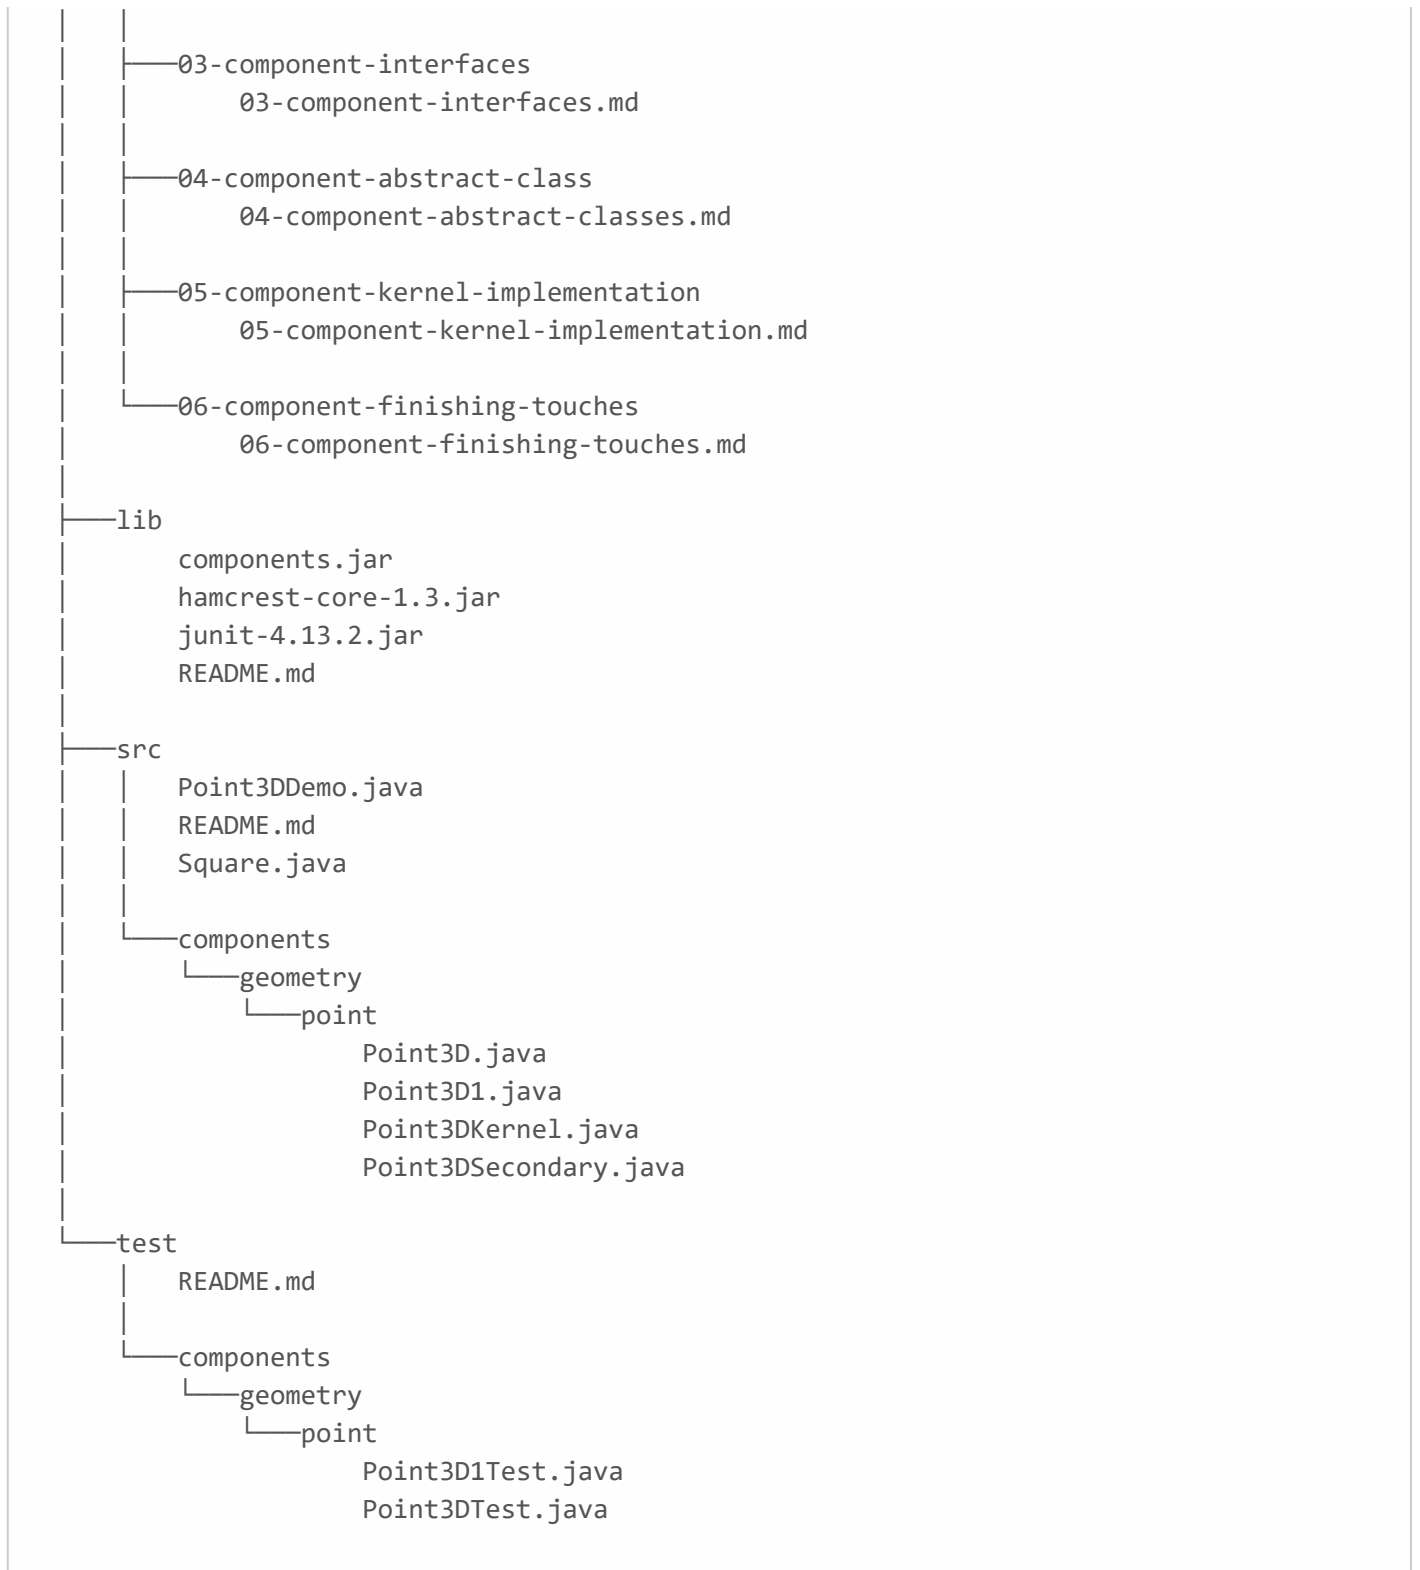 │   │
│   ├───03-component-interfaces
│   │       03-component-interfaces.md
│   │
│   ├───04-component-abstract-class
│   │       04-component-abstract-classes.md
│   │
│   ├───05-component-kernel-implementation
│   │       05-component-kernel-implementation.md
│   │
│   └───06-component-finishing-touches
│           06-component-finishing-touches.md
│
├───lib
│       components.jar
│       hamcrest-core-1.3.jar
│       junit-4.13.2.jar
│       README.md
│
├───src
│   │   Point3DDemo.java
│   │   README.md
│   │   Square.java
│   │
│   └───components
│       └───geometry
│           └───point
│                   Point3D.java
│                   Point3D1.java
│                   Point3DKernel.java
│                   Point3DSecondary.java
│
└───test
    │   README.md
    │
    └───components
        └───geometry
            └───point
                    Point3D1Test.java
                    Point3DTest.java